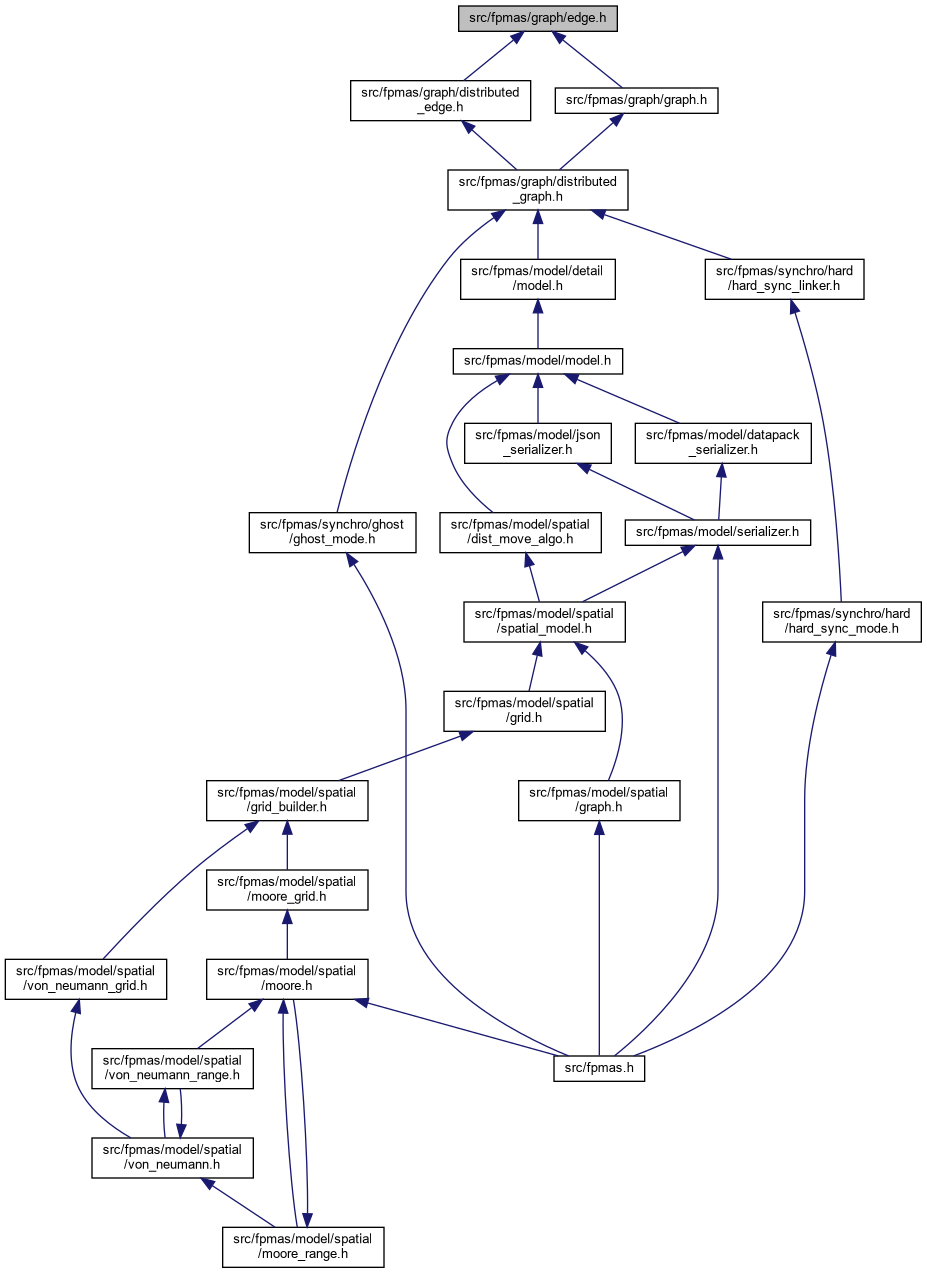 src/fpmas/graph/edge.h
src/fpmas/graph/distributed
_edge.h
src/fpmas/graph/graph.h
src/fpmas/graph/distributed
_graph.h
src/fpmas/model/detail
/model.h
src/fpmas/synchro/hard
/hard_sync_linker.h
src/fpmas/model/model.h
src/fpmas/model/json
_serializer.h
src/fpmas/model/datapack
_serializer.h
src/fpmas/synchro/ghost
/ghost_mode.h
src/fpmas/model/spatial
/dist_move_algo.h
src/fpmas/model/serializer.h
src/fpmas/model/spatial
/spatial_model.h
src/fpmas/synchro/hard
/hard_sync_mode.h
src/fpmas/model/spatial
/grid.h
src/fpmas/model/spatial
/grid_builder.h
src/fpmas/model/spatial
/graph.h
src/fpmas/model/spatial
/moore_grid.h
src/fpmas/model/spatial
/von_neumann_grid.h
src/fpmas/model/spatial
/moore.h
src/fpmas/model/spatial
/von_neumann_range.h
src/fpmas.h
src/fpmas/model/spatial
/von_neumann.h
src/fpmas/model/spatial
/moore_range.h